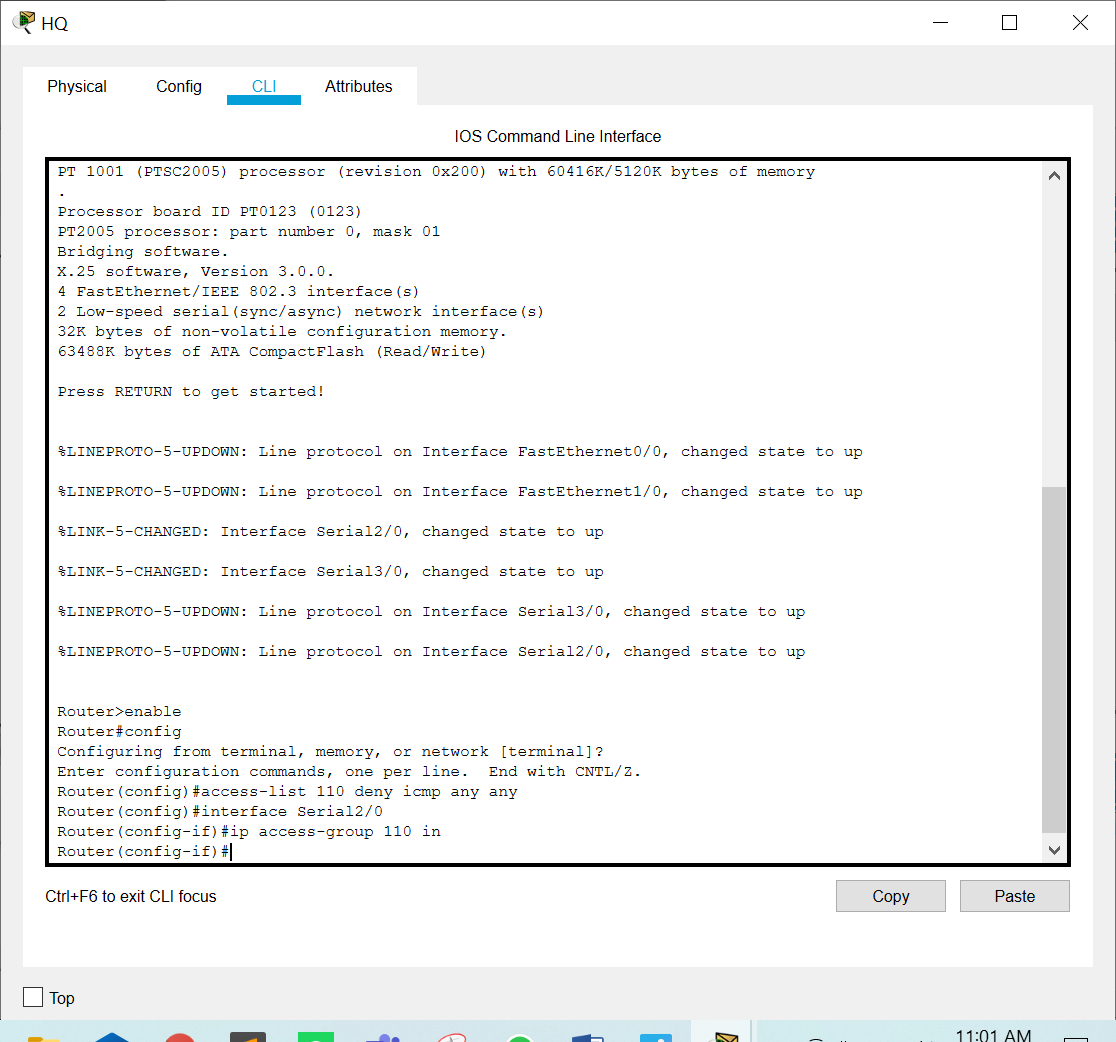 HQ
Physical Config CLI Attributes
IOS Command Line Interface
PT 1001 (PTSC2005) processor (revision 0x200) with 60416K/5120K bytes of memory
.
Processor board ID PT0123 (0123)
PT2005 processor: part number 0, mask 01
Bridging software.
X.25 software, Version 3.0.0.
4 FastEthernet/IEEE 802.3 interface(s)
2 Low-speed serial(sync/async) network interface(s)
32K bytes of non-volatile configuration memory.
63488K bytes of ATA CompactFlash (Read/Write)
Press RETURN to get started!
%LINEPROTO-5-UPDOWN: Line protocol on Interface FastEthernet0/0, changed state to up
%LINEPROTO-5-UPDOWN: Line protocol on Interface FastEthernet1/0, changed state to up
%LINK-5-CHANGED: Interface Serial2/0, changed state to up
%LINK-5-CHANGED: Interface Serial3/0, changed state to up
%LINEPROTO-5-UPDOWN: Line protocol on Interface Serial3/0, changed state to up
%LINEPROTO-5-UPDOWN: Line protocol on Interface Serial2/0, changed state to up
Router>enable
Router#config
Configuring from terminal, memory, or network [terminal]?
Enter configuration commands, one per line.  End with CNTL/Z.
Router(config)#access-list 110 deny icmp any any
Router(config)#interface Serial2/0
Router(config-if)#ip access-group 110 in
Router(config-if)#
Ctrl+F6 to exit CLI focus
Copy Paste
Top
11:01 AM